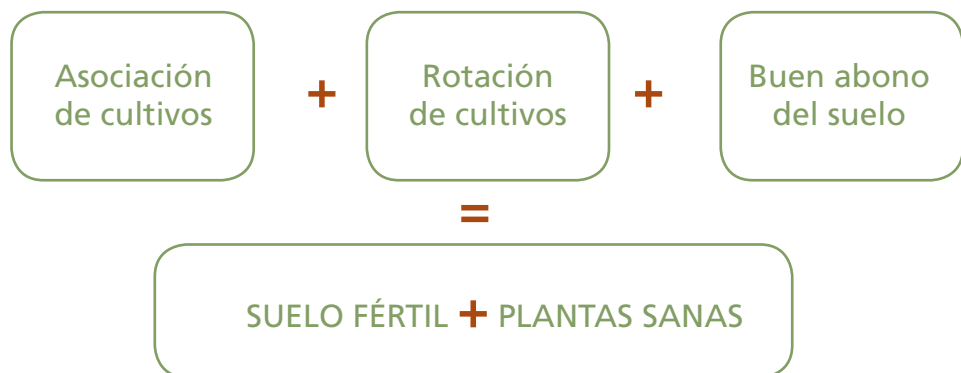 Asociación
de cultivos
+
Rotación
de cultivos
+
Buen abono
del suelo
=
SUELO FÉRTIL + PLANTAS SANAS